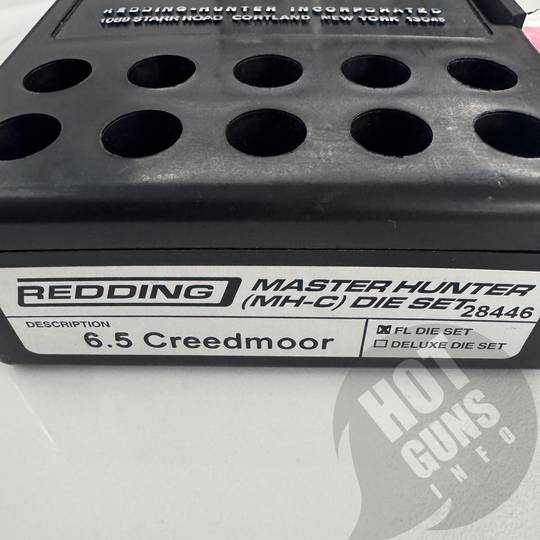 REDDING-HUNTER INCORPORATED
1089 STARR ROAD CORTLAND NEW YORK 13045
REDDING
MASTER HUNTER
(MH-C) DIE SET
28446
DESCRIPTION
6.5 Creedmoor
FL DIE SET
DELUXE DIE SET
HOT
GUNS
INFO